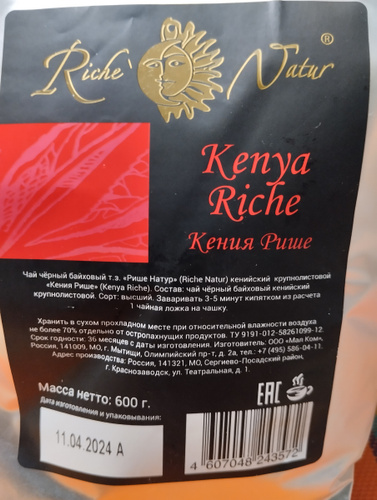 Riche Natur ®
Kenya
Riche
Кения Рише
Чай чёрный байховый т.з. «Рише Натур» (Riche Natur) кенийский крупнолистовой
«Кения Рише» (Kenya Riche). Состав: чай чёрный байховый кенийский
крупнолистовой. Сорт: высший. Заваривать 3-5 минут кипятком из расчета
1 чайная ложка на чашку.
Хранить в сухом прохладном месте при относительной влажности воздуха
не более 70% отдельно от остропахнущих продуктов. ТУ 9191-012-58261099-12.
Срок годности: 36 месяцев с даты изготовления. Изготовитель: ООО «Мал Ком»,
Россия, 141009, МО, г. Мытищи, Олимпийский пр-т, д. 2а, тел.: +7 (495) 586-04-11.
Адрес производства: Россия, 141321, МО, Сергиево-Посадский район,
г. Краснозаводск, ул. Театральная, д. 1.
Масса нетто: 600 г.
Дата изготовления и упаковывания:
11.04.2024 А
ЕАС
4 607048 243572